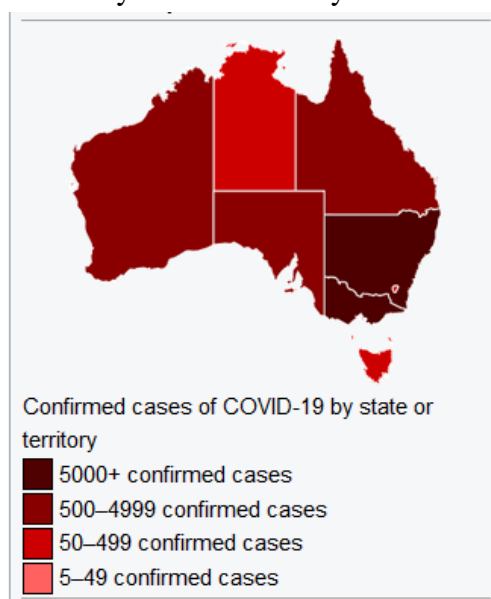 Confirmed cases of COVID-19 by state or
territory
5000+ confirmed cases
500–4999 confirmed cases
50–499 confirmed cases
5–49 confirmed cases